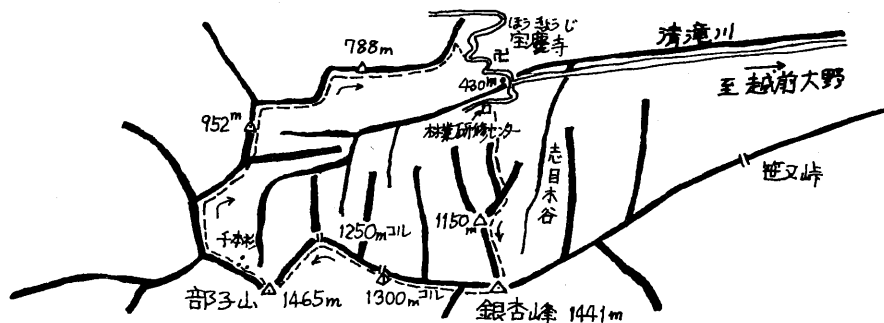 ほうきょうじ
宝慶寺
卍
清滝川
至越前大野
788m
430m
林業研修センター
952m
志目木谷
笹又峠
千本杉
1250mコル
1150m
部子山 1465m
1300mコル
銀杏峰 1441m